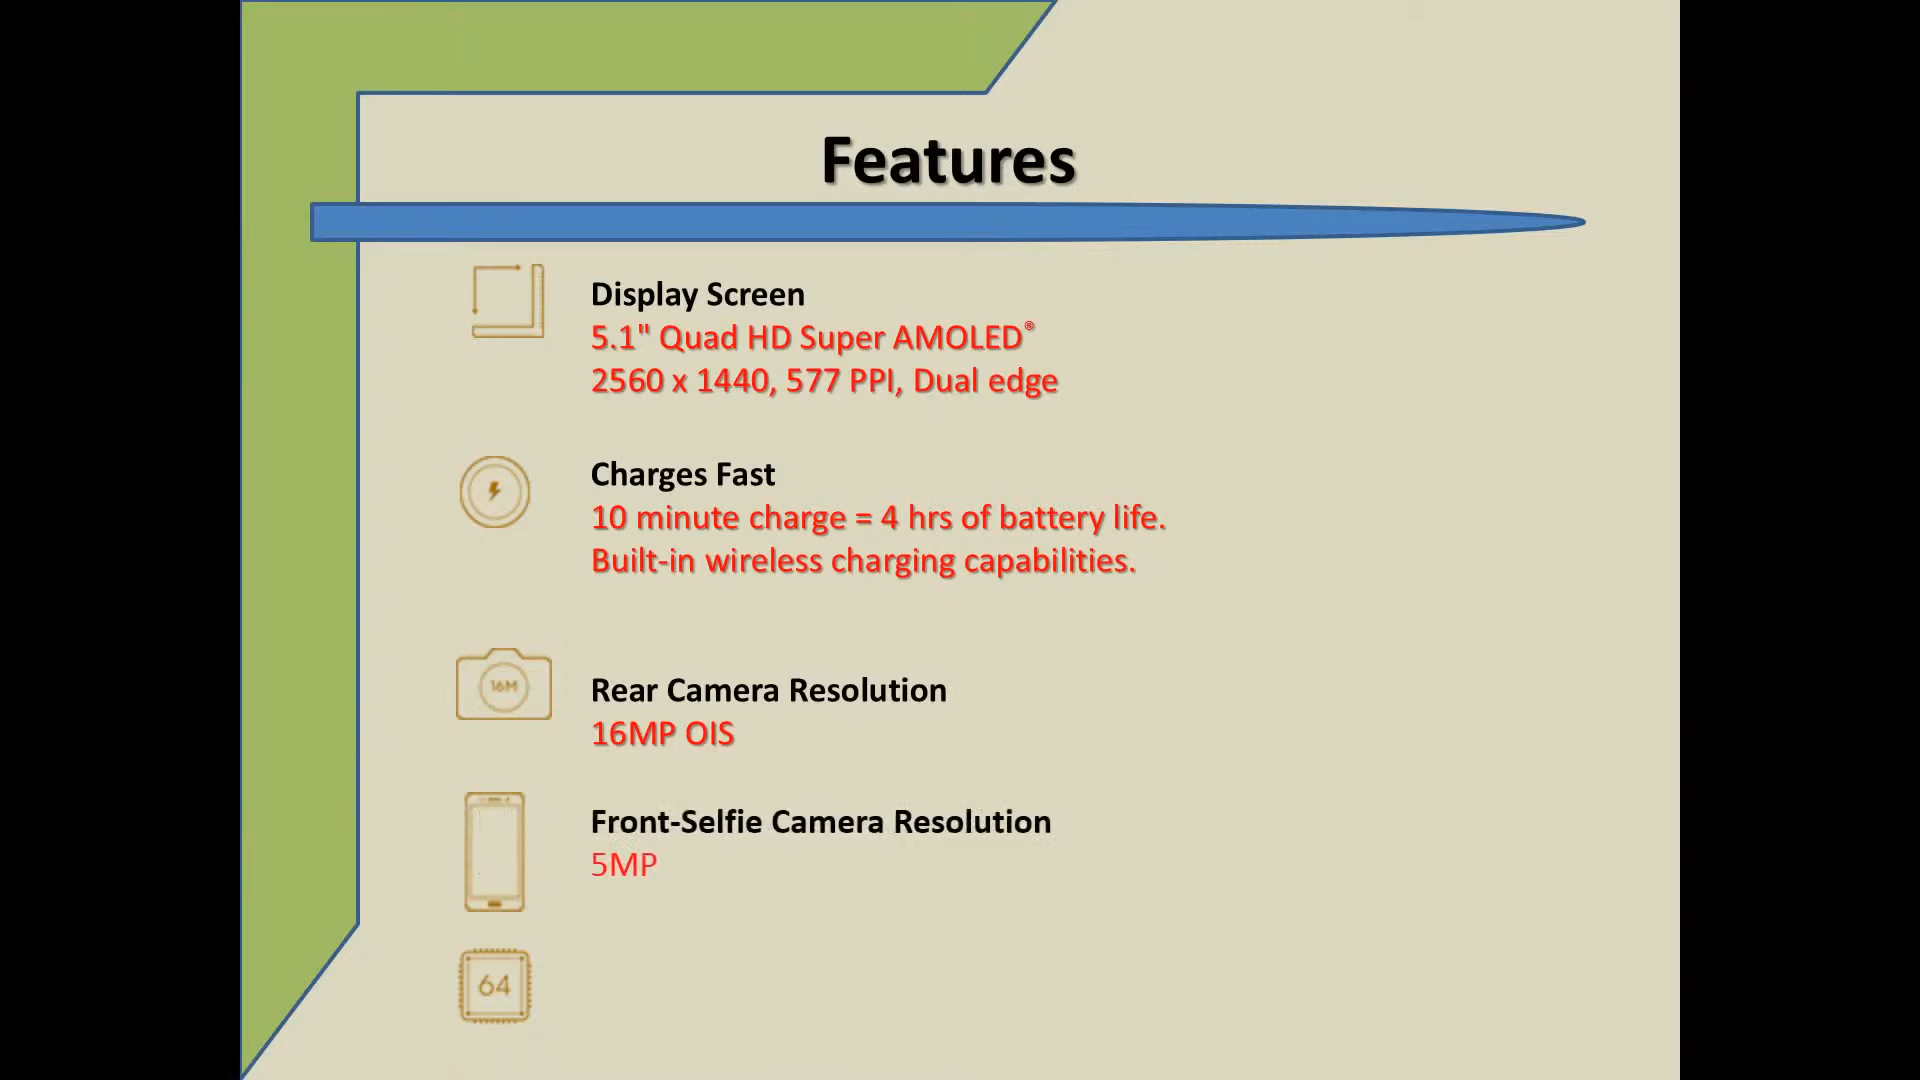 Features
Display Screen
5.1" Quad HD Super AMOLED®
2560 x 1440, 577 PPI, Dual edge
Charges Fast
10 minute charge = 4 hrs of battery life.
Built-in wireless charging capabilities.
16M
Rear Camera Resolution
16MP OIS
Front-Selfie Camera Resolution
5MP
64